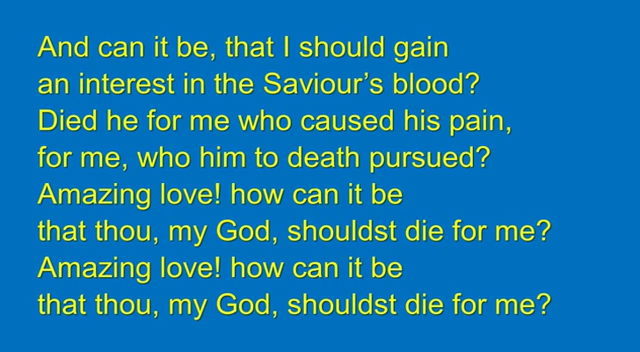 And can it be, that I should gain
an interest in the Saviour’s blood?
Died he for me who caused his pain,
for me, who him to death pursued?
Amazing love! how can it be
that thou, my God, shouldst die for me?
Amazing love! how can it be
that thou, my God, shouldst die for me?